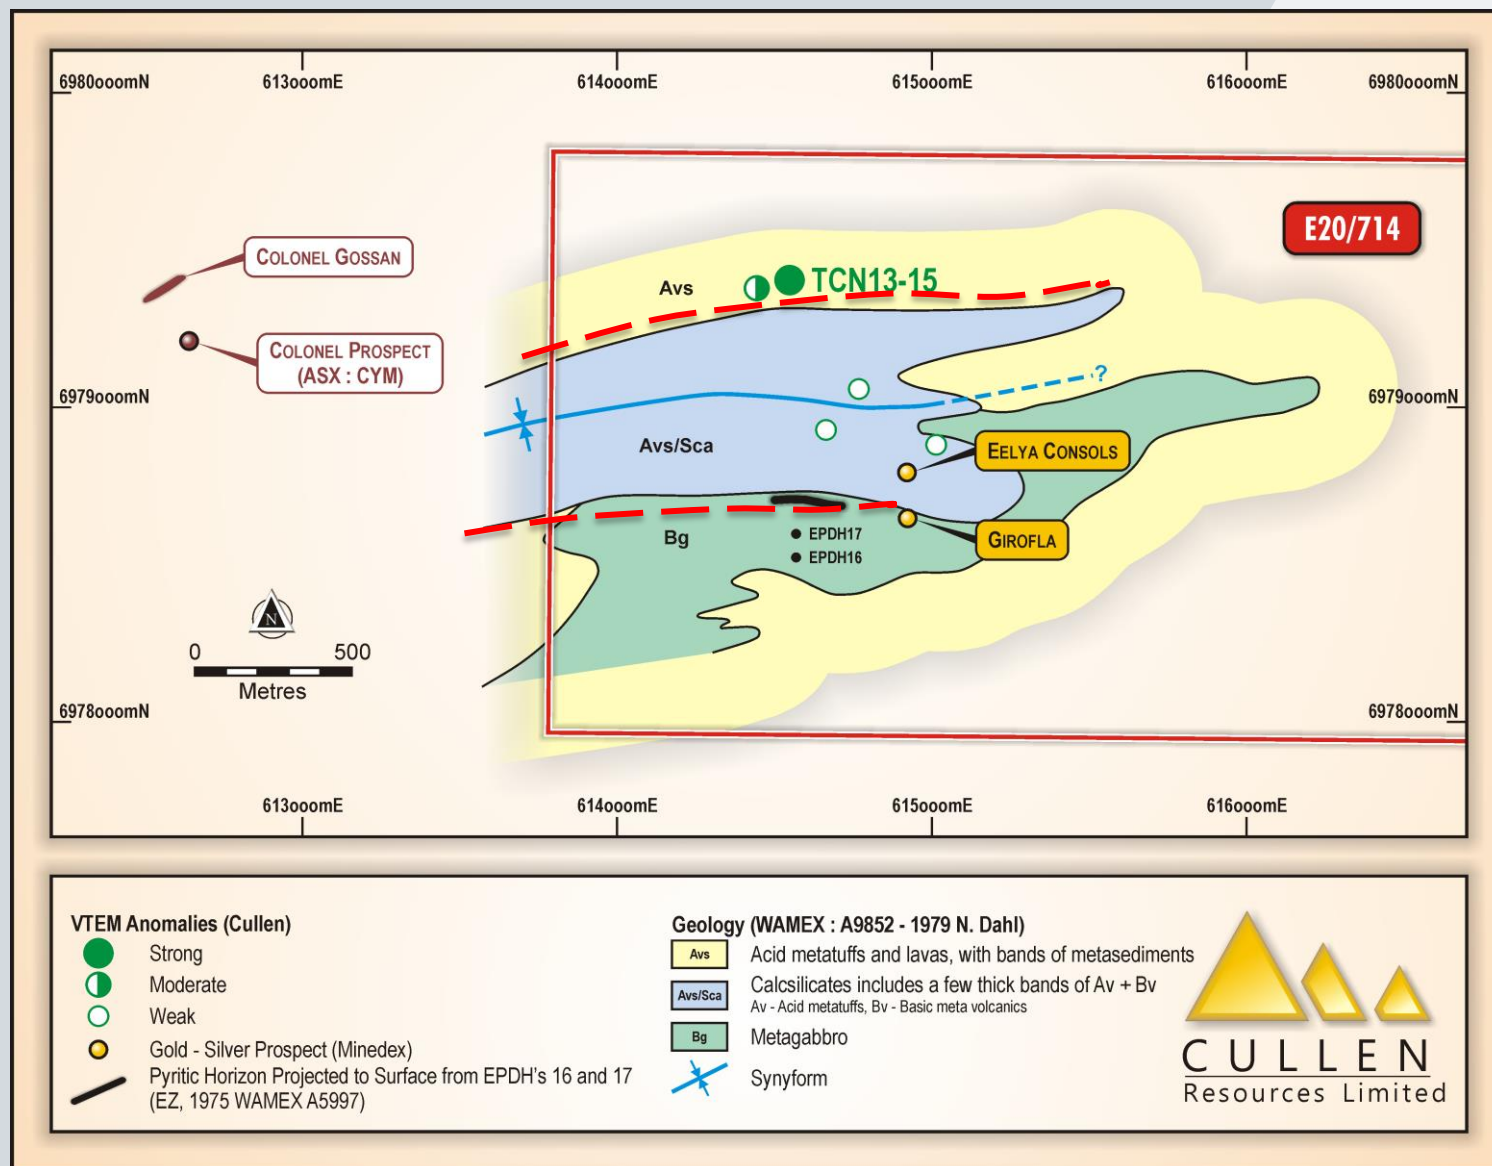 6980000mN
613000mE
614000mE
615000mE
616000mE
6980000mN
E20/714
COLONEL GOSSAN
Avs
TCN13-15
COLONEL PROSPECT
(ASX : CYM)
?
6979000mN
6979000mN
Avs/Sca
EELYA CONSOLS
Bg
EPDH17
EPDH16
GIROFLA
N
0 500
Metres
6978000mN
6978000mN
613000mE
614000mE
615000mE
616000mE
VTEM Anomalies (Cullen)
Strong
Moderate
Weak
Gold - Silver Prospect (Minedex)
Pyritic Horizon Projected to Surface from EPDH's 16 and 17
(EZ, 1975 WAMEX A5997)
Geology (WAMEX : A9852 - 1979 N. Dahl)
Avs Acid metatuffs and lavas, with bands of metasediments
Avs/Sca Calcsilicates includes a few thick bands of Av + Bv
Av - Acid metatuffs, Bv - Basic meta volcanics
Bg Metagabbro
Synyform
CULLEN
Resources Limited